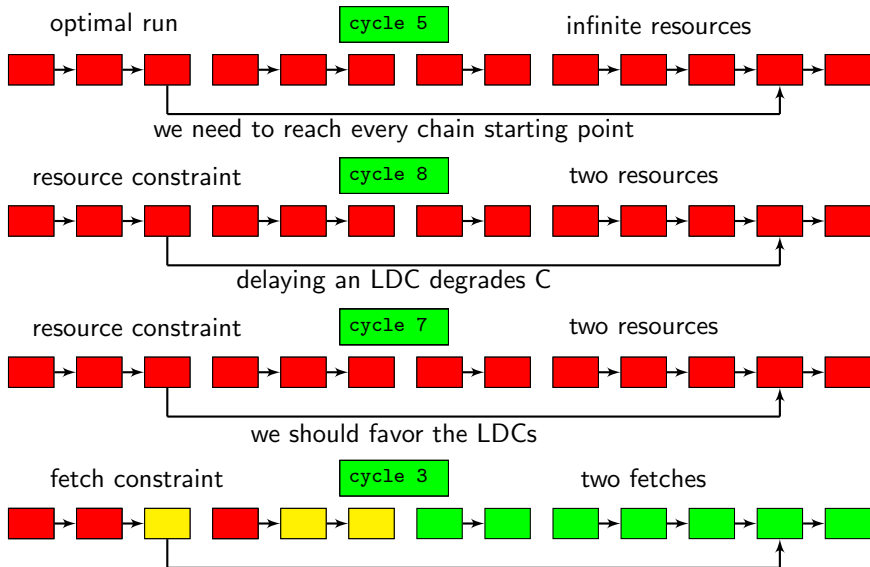 optimal run cycle 5 infinite resources
we need to reach every chain starting point
resource constraint cycle 8 two resources
delaying an LDC degrades C
resource constraint cycle 7 two resources
we should favor the LDCs
fetch constraint cycle 3 two fetches